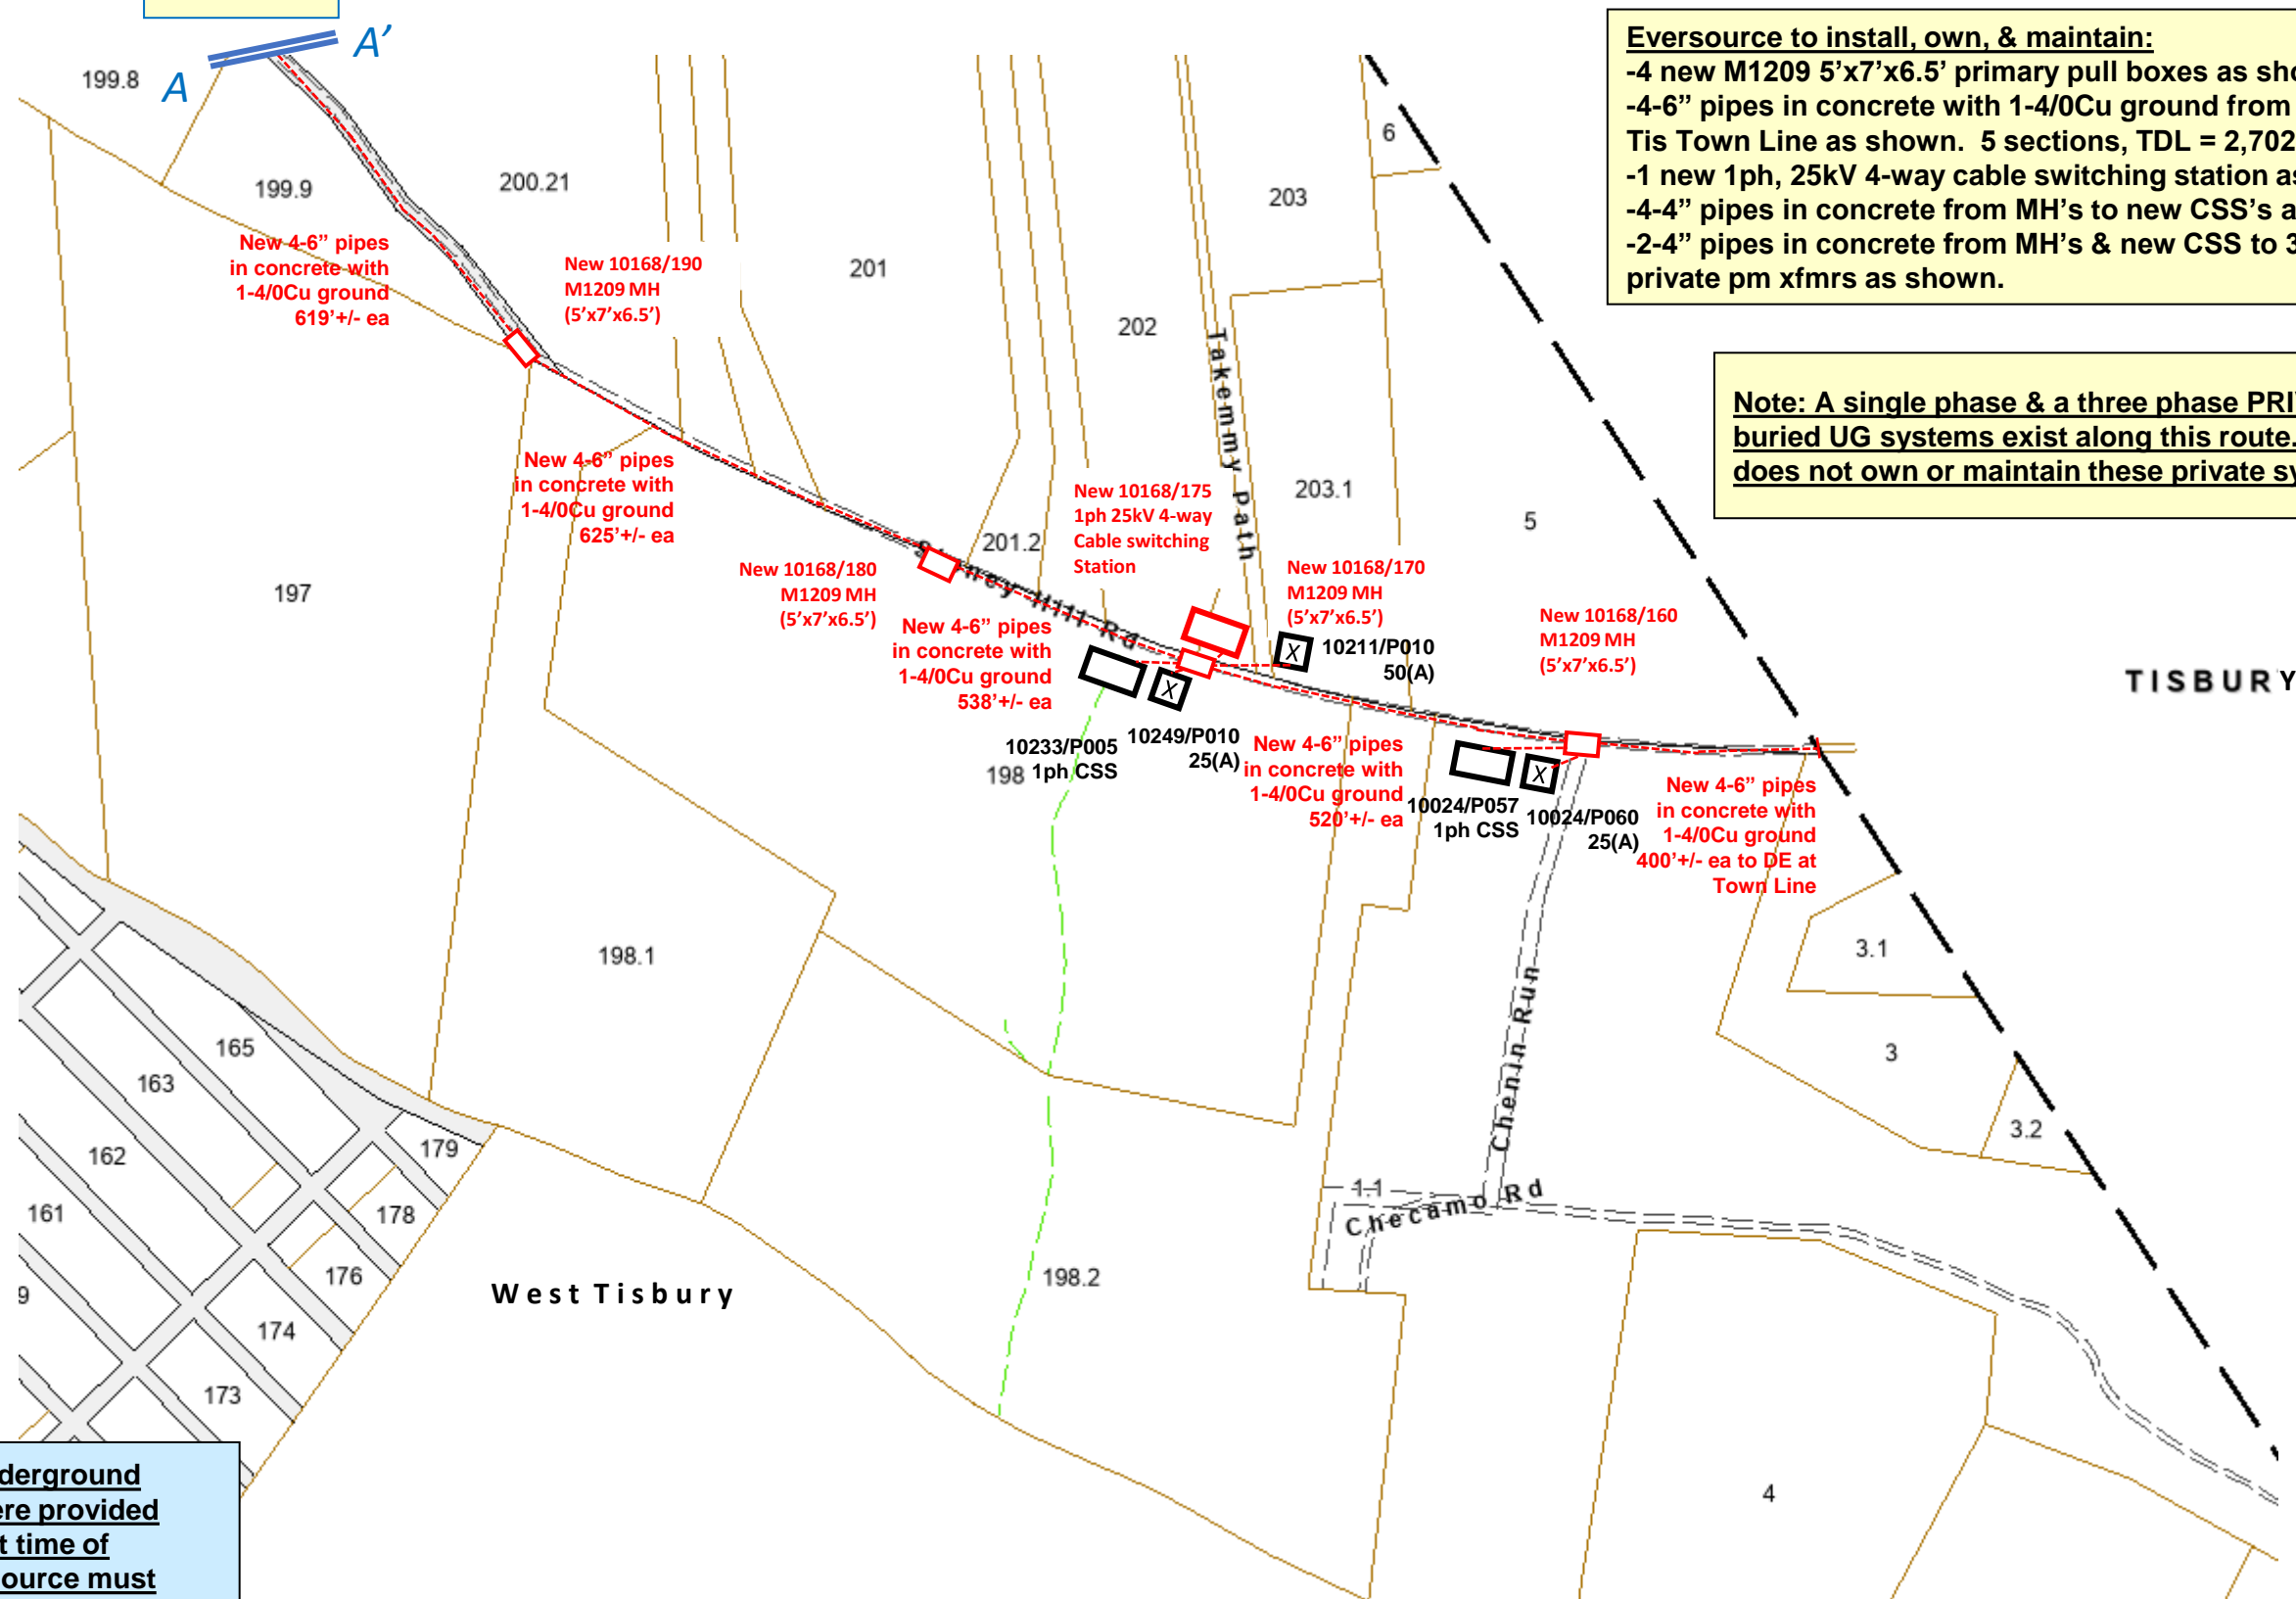 A
A'
Eversource to install, own, & maintain:
-4 new M1209 5’x7’x6.5’ primary pull boxes as
-4-6” pipes in concrete with 1-4/0Cu ground from
Tis Town Line as shown.  5 sections, TDL = 2,702
-1 new 1ph, 25kV 4-way cable switching station
-4-4” pipes in concrete from MH’s to new CSS’s
-2-4” pipes in concrete from MH’s & new CSS to
private pm xfmrs as shown.
Note: A single phase & a three phase
buried UG systems exist along this route.
does not own or maintain these private
199.8
199.9
200.21
201
202
203
6
New 4-6” pipes
in concrete with
1-4/0Cu ground
619’+/- ea
New 10168/190
M1209 MH
(5’x7’x6.5’)
Takemmy path
203.1
5
197
New 4-6” pipes
in concrete with
1-4/0Cu ground
625’+/- ea
201.2
New 10168/175
1ph 25kV 4-way
Cable switching
Station
New 10168/180
M1209 MH
(5’x7’x6.5’)
Stoney Hill Rd
New 10168/170
M1209 MH
(5’x7’x6.5’)
New 10168/160
M1209 MH
(5’x7’x6.5’)
New 4-6” pipes
in concrete with
1-4/0Cu ground
538’+/- ea
X
X
X
10211/P010
50(A)
TISBURY
10233/P005
1ph CSS
10249/P010
25(A)
198
New 4-6” pipes
in concrete with
1-4/0Cu ground
520’+/- ea
10024/P057
1ph CSS
10024/P060
25(A)
New 4-6” pipes
in concrete with
1-4/0Cu ground
400’+/- ea to DE at
Town Line
198.1
3.1
3
3.2
Chenin Run
1.1
Checamo Rd
165
163
162
161
9
179
178
176
174
173
West Tisbury
198.2
4
provided
time of
must